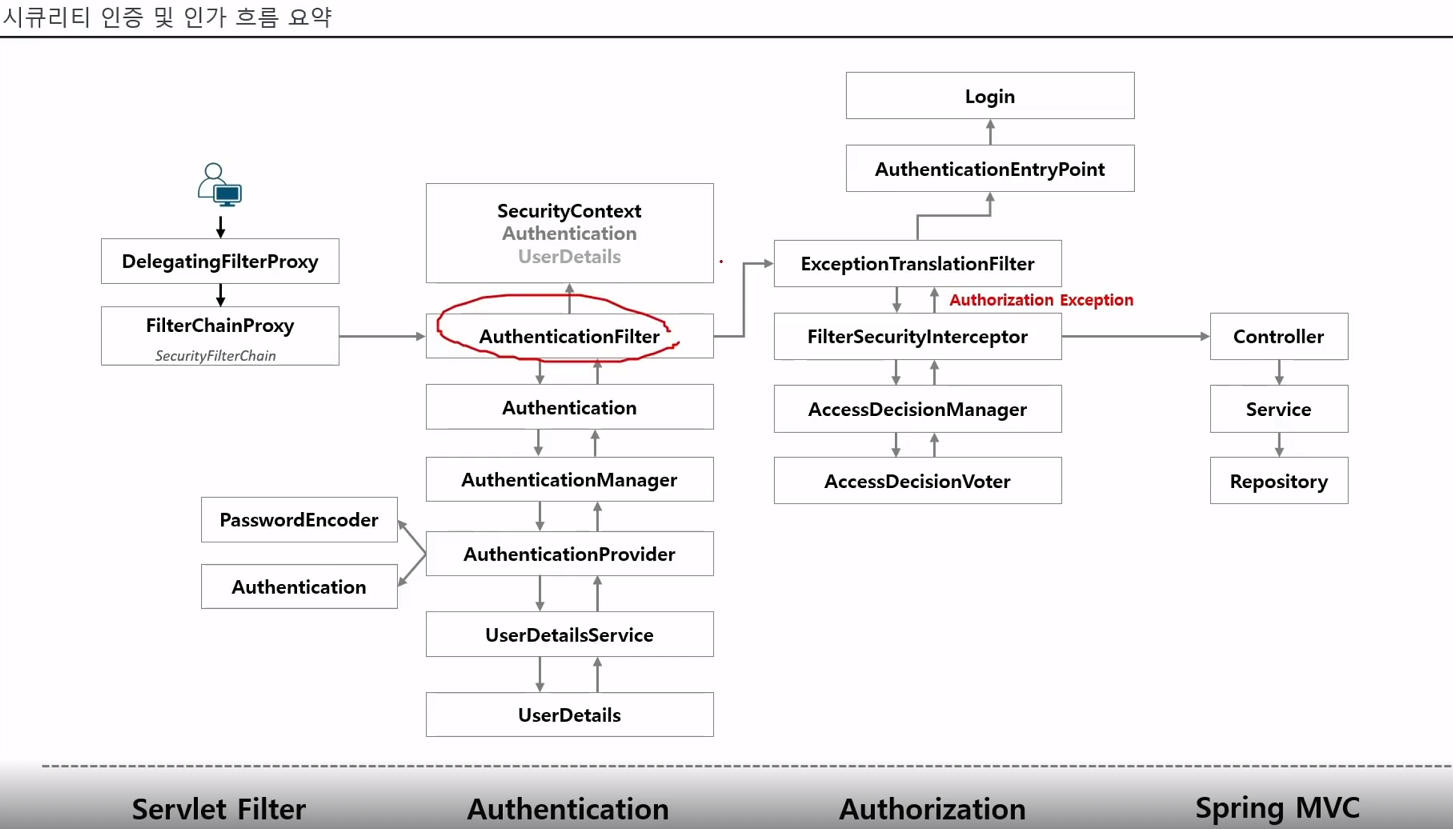 시큐리티 인증 및 인가 흐름 요약
Login
AuthenticationEntryPoint
DelegatingFilterProxy
FilterChainProxy
SecurityFilterChain
SecurityContext
Authentication
UserDetails
AuthenticationFilter
Authentication
AuthenticationManager
AuthenticationProvider
PasswordEncoder
Authentication
UserDetailsService
UserDetails
ExceptionTranslationFilter
Authorization Exception
FilterSecurityInterceptor
AccessDecisionManager
AccessDecisionVoter
Controller
Service
Repository
Servlet Filter
Authentication
Authorization
Spring MVC